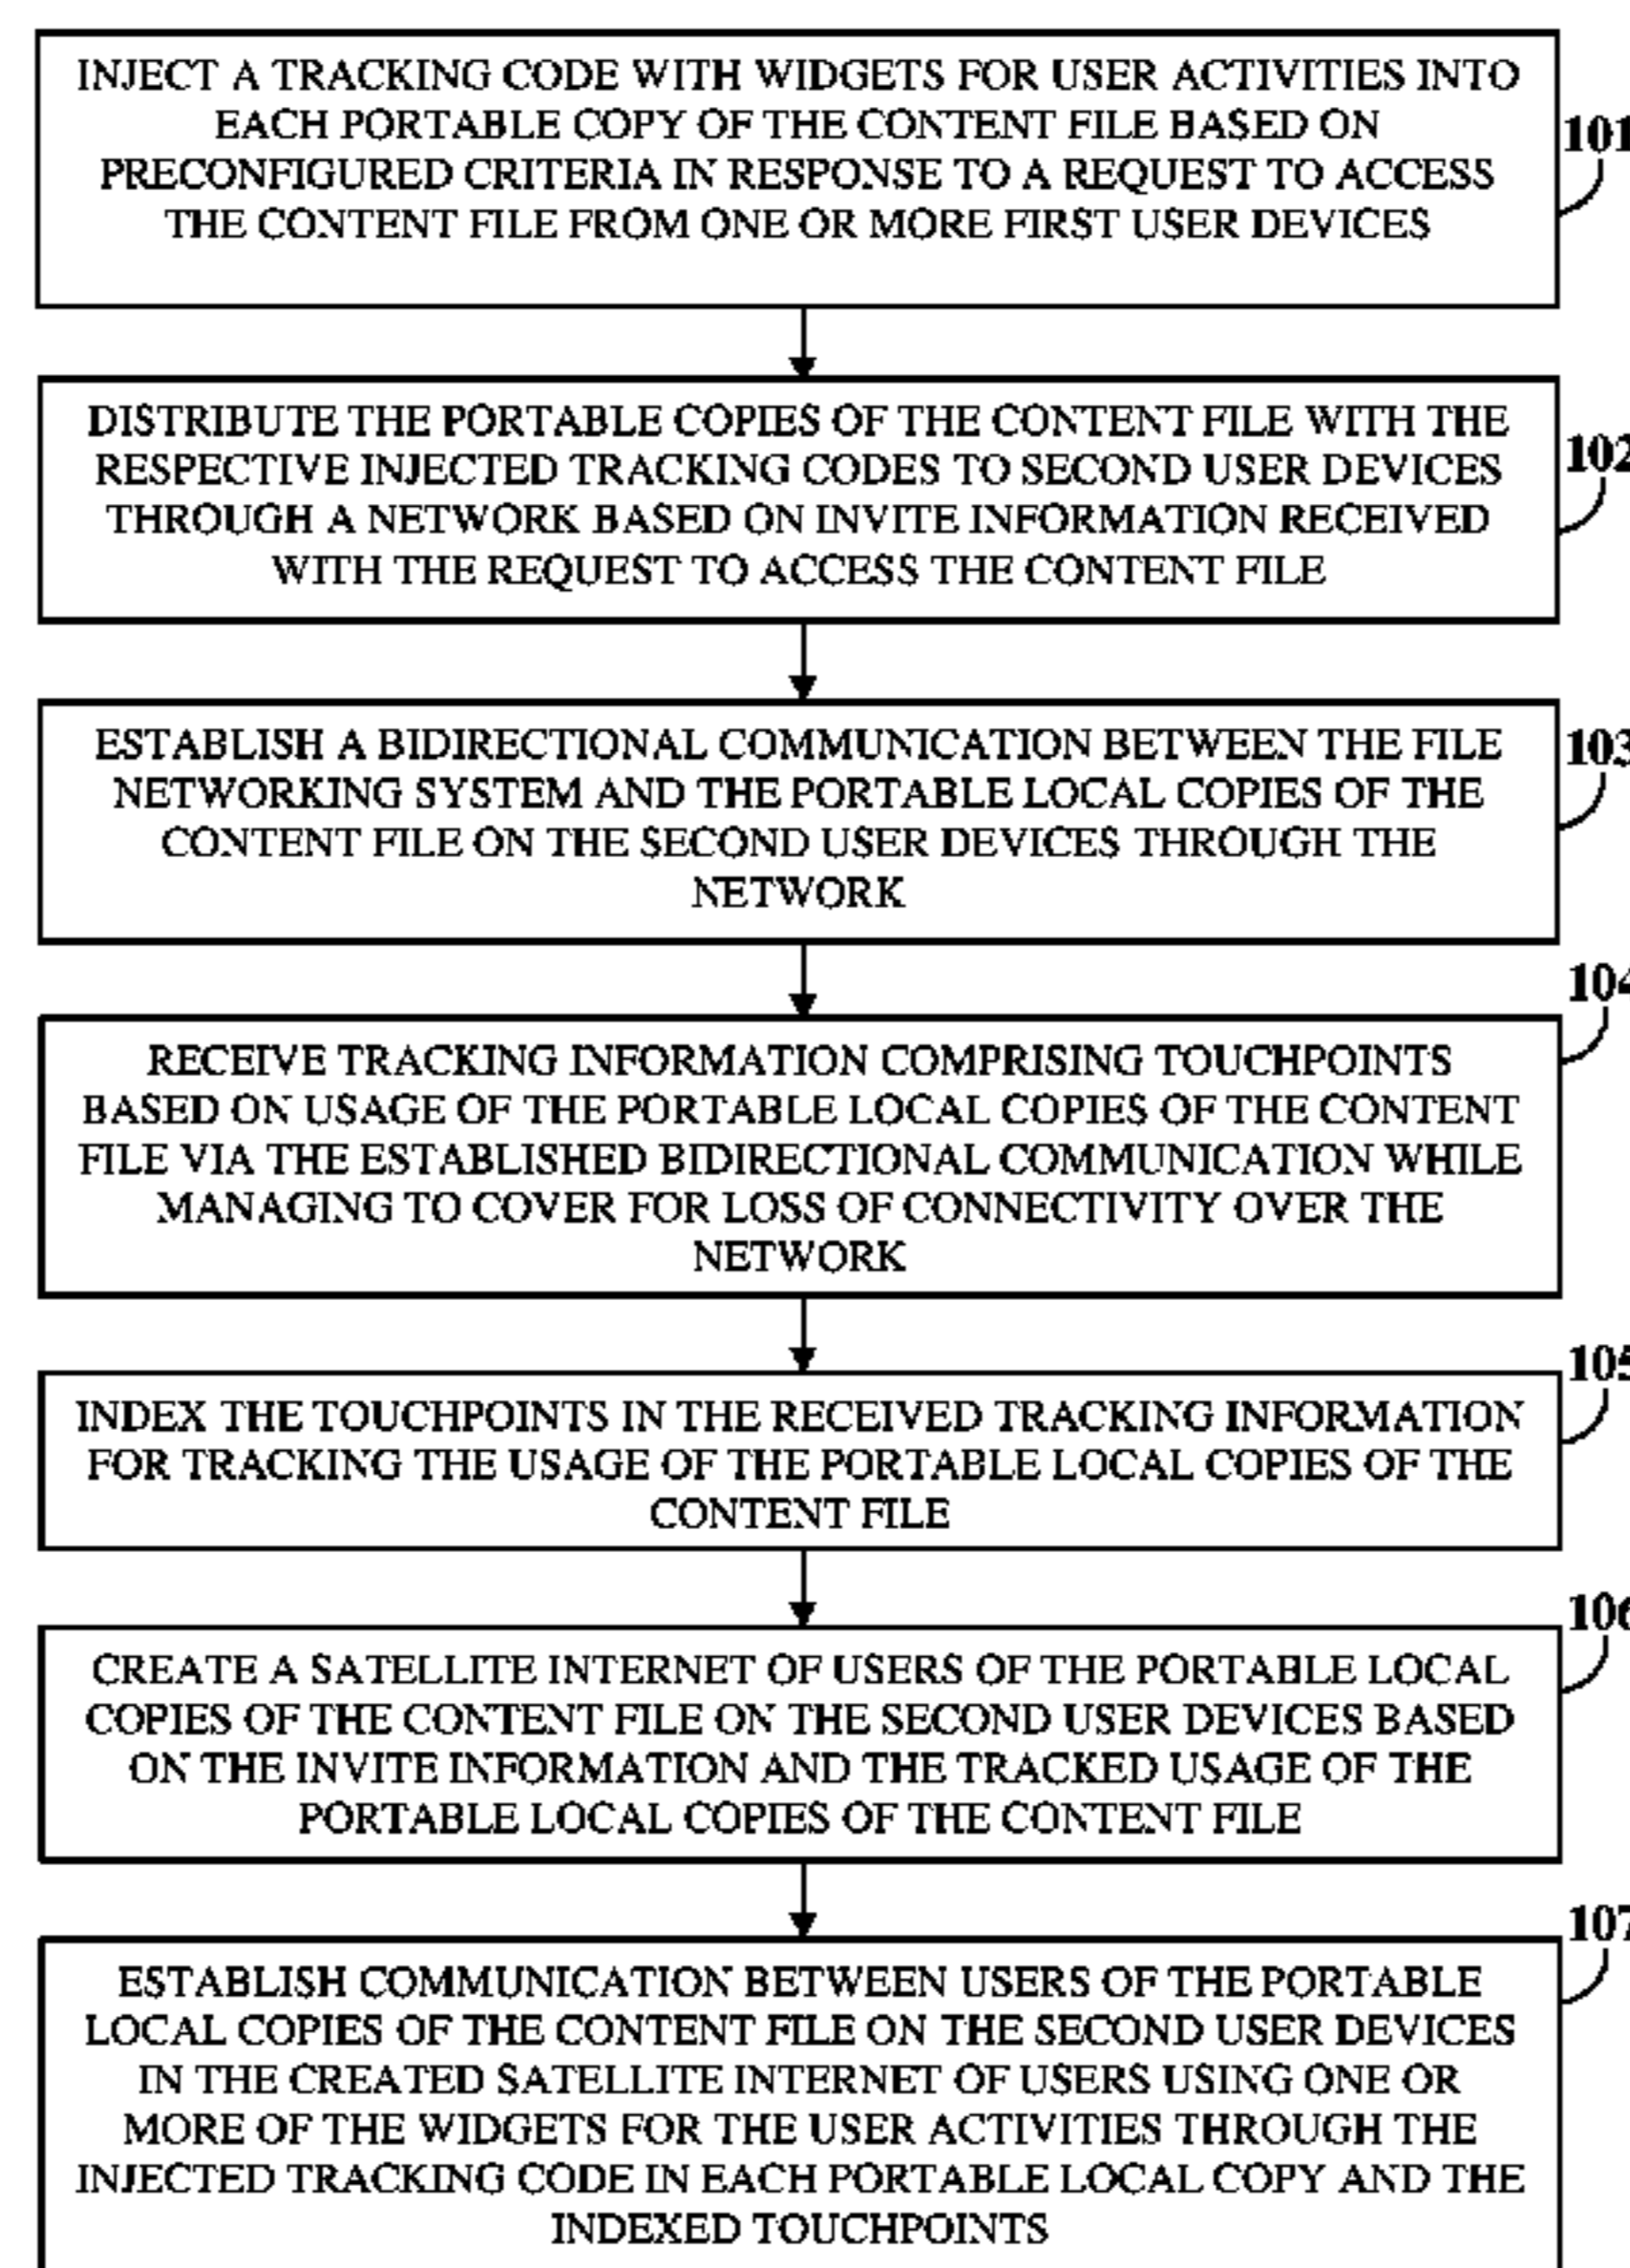 INJECT A TRACKING CODE WITH WIDGETS FOR USER ACTIVITIES INTO
EACH PORTABLE COPY OF THE CONTENT FILE BASED ON
PRECONFIGURED CRITERIA IN RESPONSE TO A REQUEST TO ACCESS
THE CONTENT FILE FROM ONE OR MORE FIRST USER DEVICES
101
DISTRIBUTE THE PORTABLE COPIES OF THE CONTENT FILE WITH THE
RESPECTIVE INJECTED TRACKING CODES TO SECOND USER DEVICES
THROUGH A NETWORK BASED ON INVITE INFORMATION RECEIVED
WITH THE REQUEST TO ACCESS THE CONTENT FILE
102
ESTABLISH A BIDIRECTIONAL COMMUNICATION BETWEEN THE FILE
NETWORKING SYSTEM AND THE PORTABLE LOCAL COPIES OF THE
CONTENT FILE ON THE SECOND USER DEVICES THROUGH THE
NETWORK
103
RECEIVE TRACKING INFORMATION COMPRISING TOUCHPOINTS
BASED ON USAGE OF THE PORTABLE LOCAL COPIES OF THE CONTENT
FILE VIA THE ESTABLISHED BIDIRECTIONAL COMMUNICATION WHILE
MANAGING TO COVER FOR LOSS OF CONNECTIVITY OVER THE
NETWORK
104
INDEX THE TOUCHPOINTS IN THE RECEIVED TRACKING INFORMATION
FOR TRACKING THE USAGE OF THE PORTABLE LOCAL COPIES OF THE
CONTENT FILE
105
CREATE A SATELLITE INTERNET OF USERS OF THE PORTABLE LOCAL
COPIES OF THE CONTENT FILE ON THE SECOND USER DEVICES BASED
ON THE INVITE INFORMATION AND THE TRACKED USAGE OF THE
PORTABLE LOCAL COPIES OF THE CONTENT FILE
106
ESTABLISH COMMUNICATION BETWEEN USERS OF THE PORTABLE
LOCAL COPIES OF THE CONTENT FILE ON THE SECOND USER DEVICES
IN THE CREATED SATELLITE INTERNET OF USERS USING ONE OR
MORE OF THE WIDGETS FOR THE USER ACTIVITIES THROUGH THE
INJECTED TRACKING CODE IN EACH PORTABLE LOCAL COPY AND THE
INDEXED TOUCHPOINTS
107